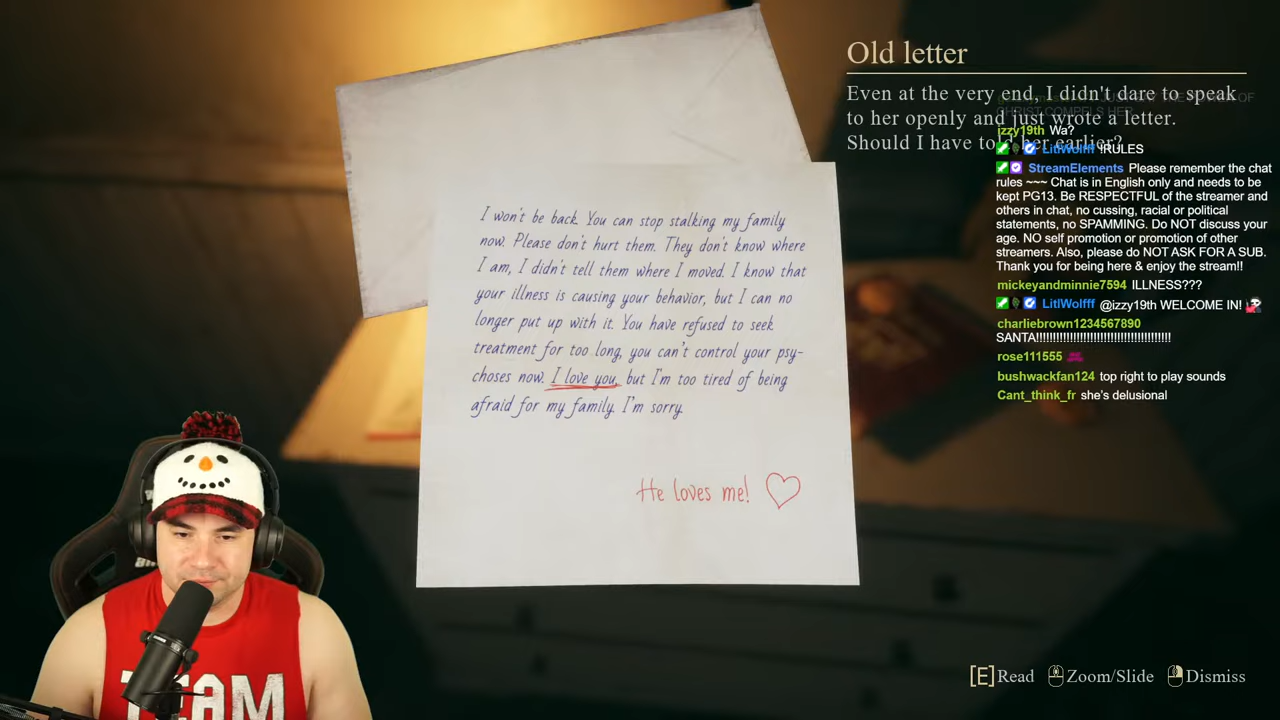 Old letter
Even at the very end, I didn't dare to speak
to her openly and just wrote a letter.
Should I have told her earlier?
I won't be back. You can stop stalking my family
now. Please don't hurt them. They don't know where
I am, I didn't tell them where I moved. I know that
your illness is causing your behavior, but I can no
longer put up with it. You have refused to seek
treatment for too long, you can't control your psy-
choses now. I love you, but I'm too tired of being
afraid for my family. I'm sorry.
He loves me!
CHRIST COMPELS HER
izzy19th Wa?
LitlWolfff !RULES
StreamElements Please remember the chat
rules ~~~ Chat is in English only and needs to be
kept PG13. Be RESPECTFUL of the streamer and
others in chat, no cussing, racial or political
statements, no SPAMMING. Do NOT discuss your
age. NO self promotion or promotion of other
streamers. Also, please do NOT ASK FOR A SUB.
Thank you for being here & enjoy the stream!!
mickeyandminnie7594 ILLNESS???
LitlWolfff @izzy19th WELCOME IN!
charliebrown1234567890
SANTA!!!!!!!!!!!!!!!!!!!!!!!!!!!!!!!!!!!!!!!!!
rose111555
bushwackfan124 top right to play sounds
Cant_think_fr she's delusional
TEAM
[E]Read Zoom/Slide Dismiss